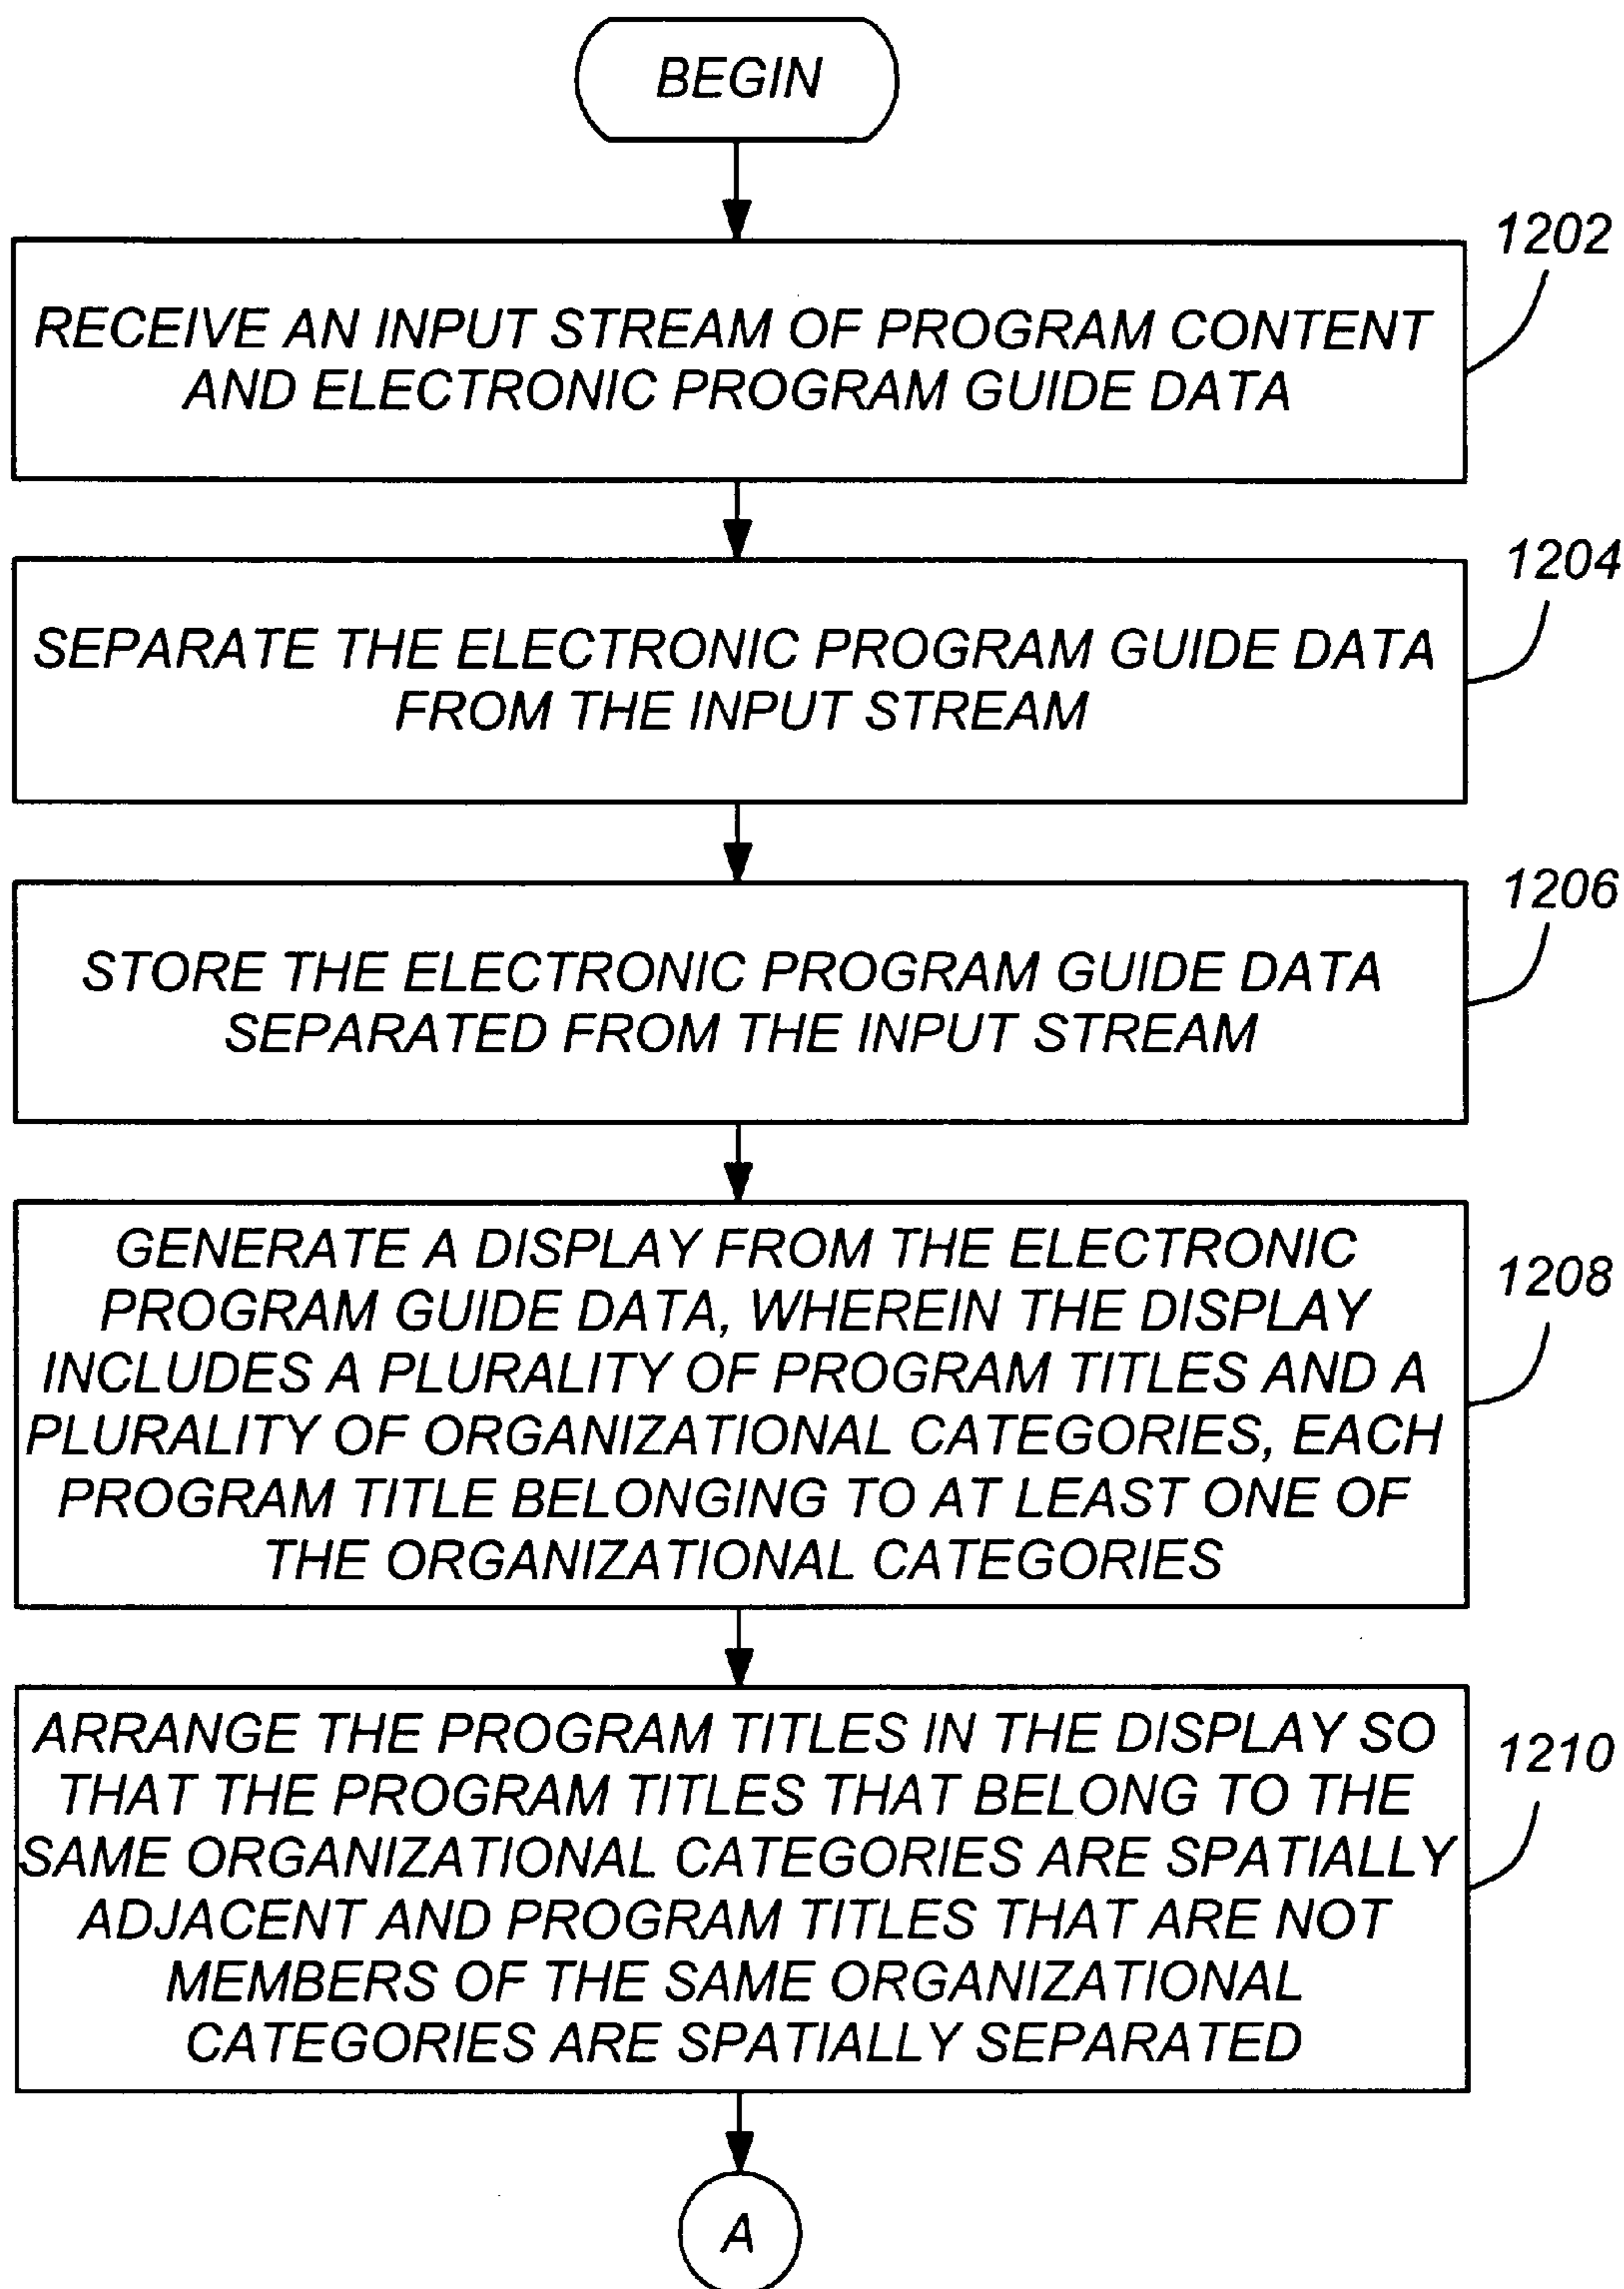 BEGIN
1202
RECEIVE AN INPUT STREAM OF PROGRAM CONTENT
AND ELECTRONIC PROGRAM GUIDE DATA
1204
SEPARATE THE ELECTRONIC PROGRAM GUIDE DATA
FROM THE INPUT STREAM
1206
STORE THE ELECTRONIC PROGRAM GUIDE DATA
SEPARATED FROM THE INPUT STREAM
1208
GENERATE A DISPLAY FROM THE ELECTRONIC
PROGRAM GUIDE DATA, WHEREIN THE DISPLAY
INCLUDES A PLURALITY OF PROGRAM TITLES AND A
PLURALITY OF ORGANIZATIONAL CATEGORIES, EACH
PROGRAM TITLE BELONGING TO AT LEAST ONE OF
THE ORGANIZATIONAL CATEGORIES
1210
ARRANGE THE PROGRAM TITLES IN THE DISPLAY SO
THAT THE PROGRAM TITLES THAT BELONG TO THE
SAME ORGANIZATIONAL CATEGORIES ARE SPATIALLY
ADJACENT AND PROGRAM TITLES THAT ARE NOT
MEMBERS OF THE SAME ORGANIZATIONAL
CATEGORIES ARE SPATIALLY SEPARATED
A